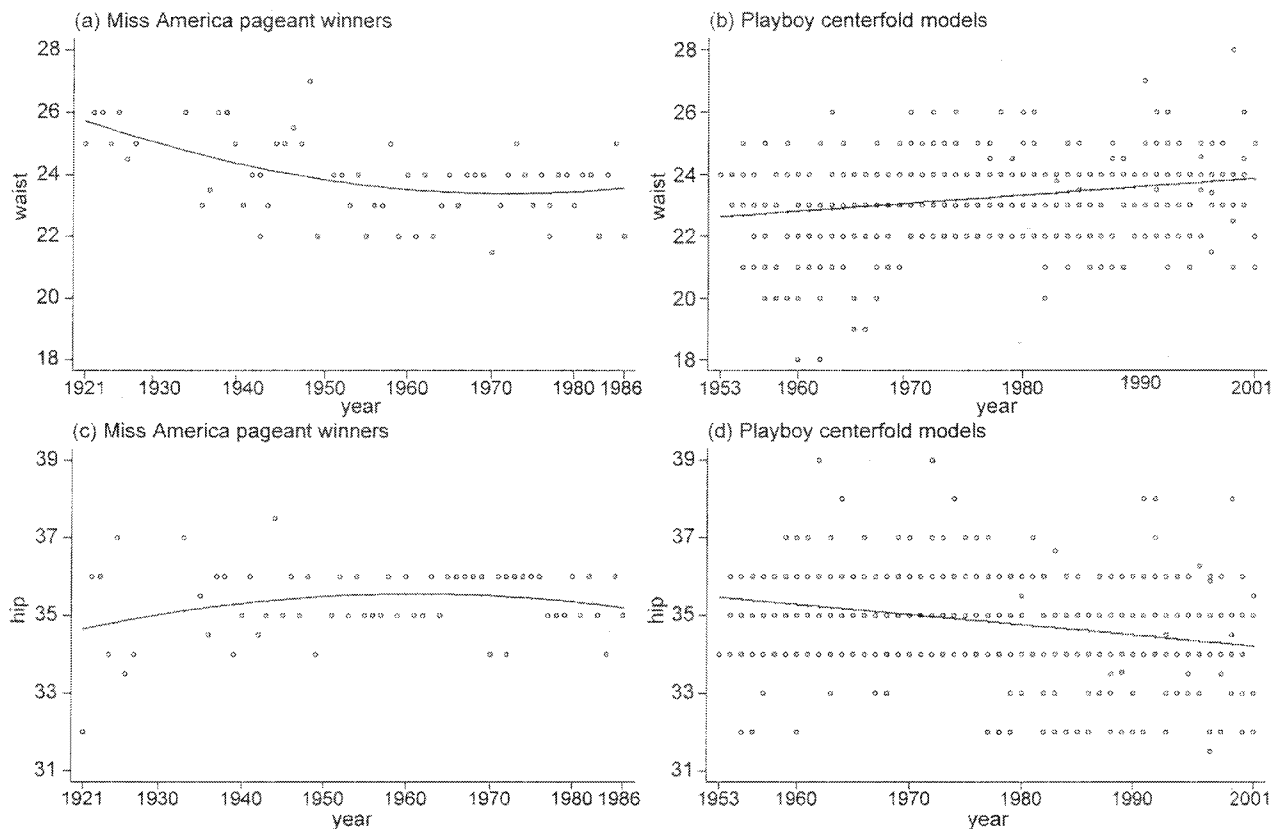 (a) Miss America pageant winners
28
26
24
22
20
18
waist
1921 1930 1940 1950 1960 1970 1980 1986
year
(b) Playboy centerfold models
28
26
24
22
20
18
waist
1953 1960 1970 1980 1990 2001
year
(c) Miss America pageant winners
39
37
35
33
31
hip
1921 1930 1940 1950 1960 1970 1980 1986
year
(d) Playboy centerfold models
39
37
35
33
31
hip
1953 1960 1970 1980 1990 2001
year